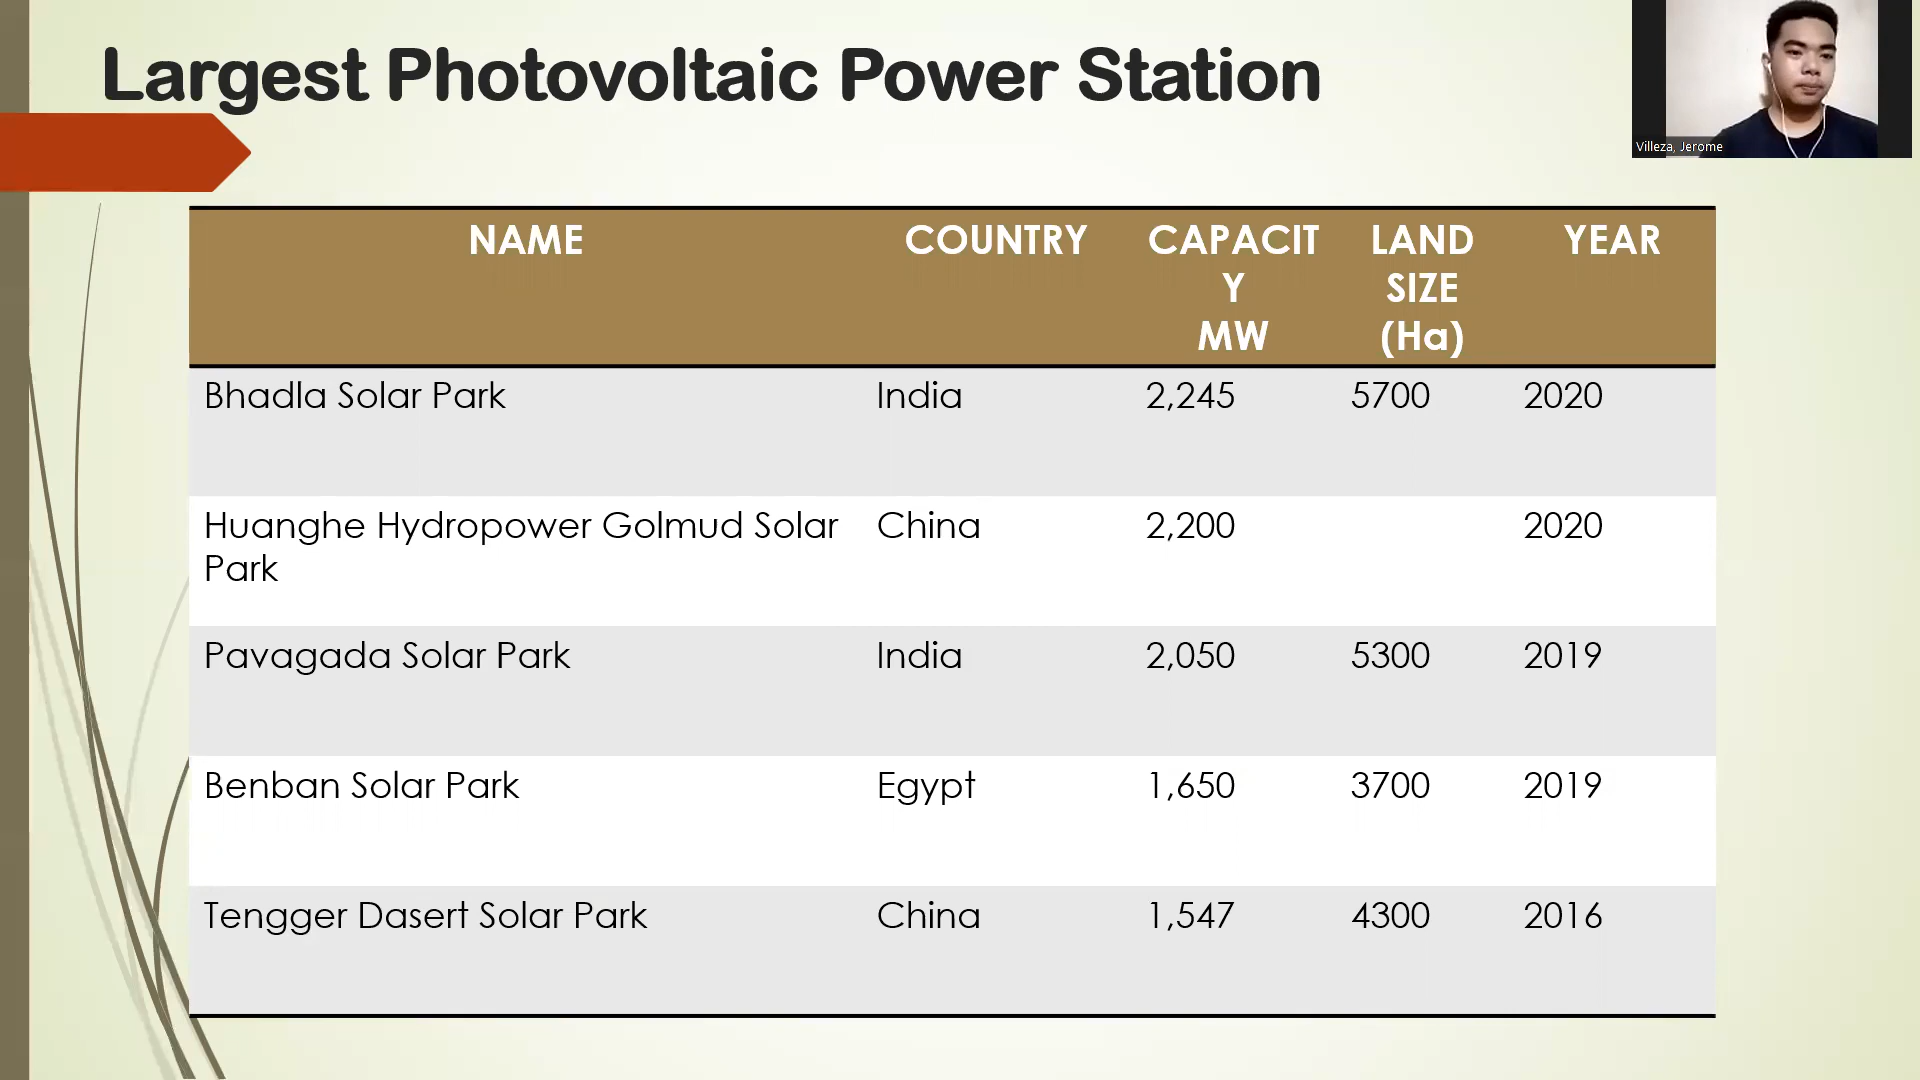 Largest Photovoltaic Power Station
Villeza, Jerome
NAME COUNTRY CAPACIT LAND YEAR
Y SIZE
MW (Ha)
Bhadla Solar Park India 2,245 5700 2020
Huanghe Hydropower Golmud Solar China 2,200 2020
Park
Pavagada Solar Park India 2,050 5300 2019
Benban Solar Park Egypt 1,650 3700 2019
Tengger Dasert Solar Park China 1,547 4300 2016